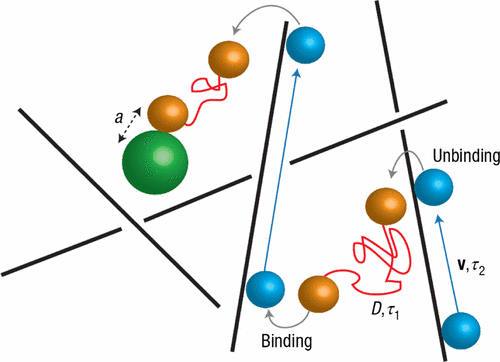 a
Unbinding
v, τ₂
D, τ₁
Binding